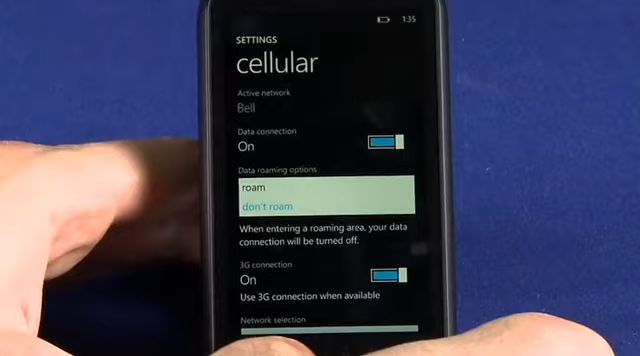 1:35
SETTINGS
cellular
Active network
Bell
Data connection
On
Data roaming options
roam
don't roam
When entering a roaming area, your data
connection will be turned off.
3G connection
On
Use 3G connection when available
Network selection